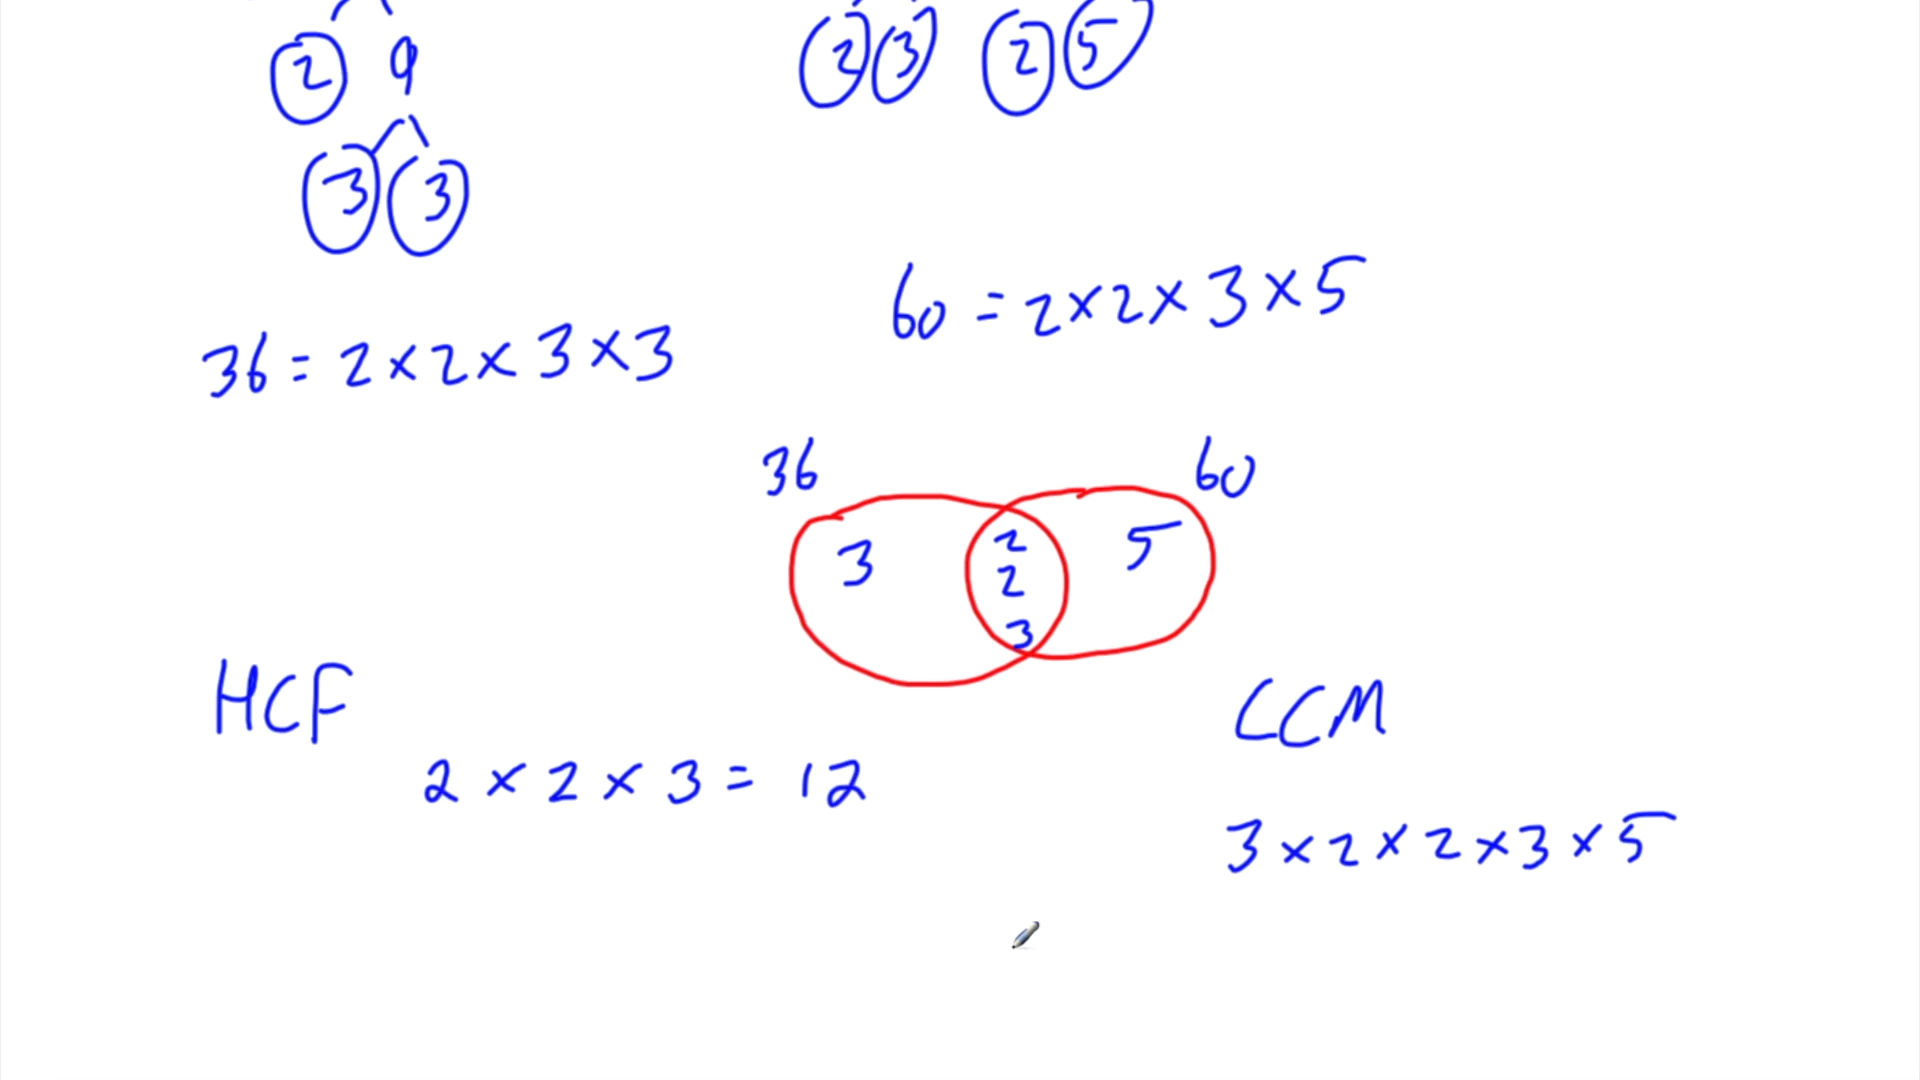 2 9
2 3 2 5
3 3
60 = 2 x 2 x 3 x 5
36 = 2 x 2 x 3 x 3
36 60
3 2 5
2
3
HCF
LCM
2 x 2 x 3 = 12
3 x 2 x 2 x 3 x 5